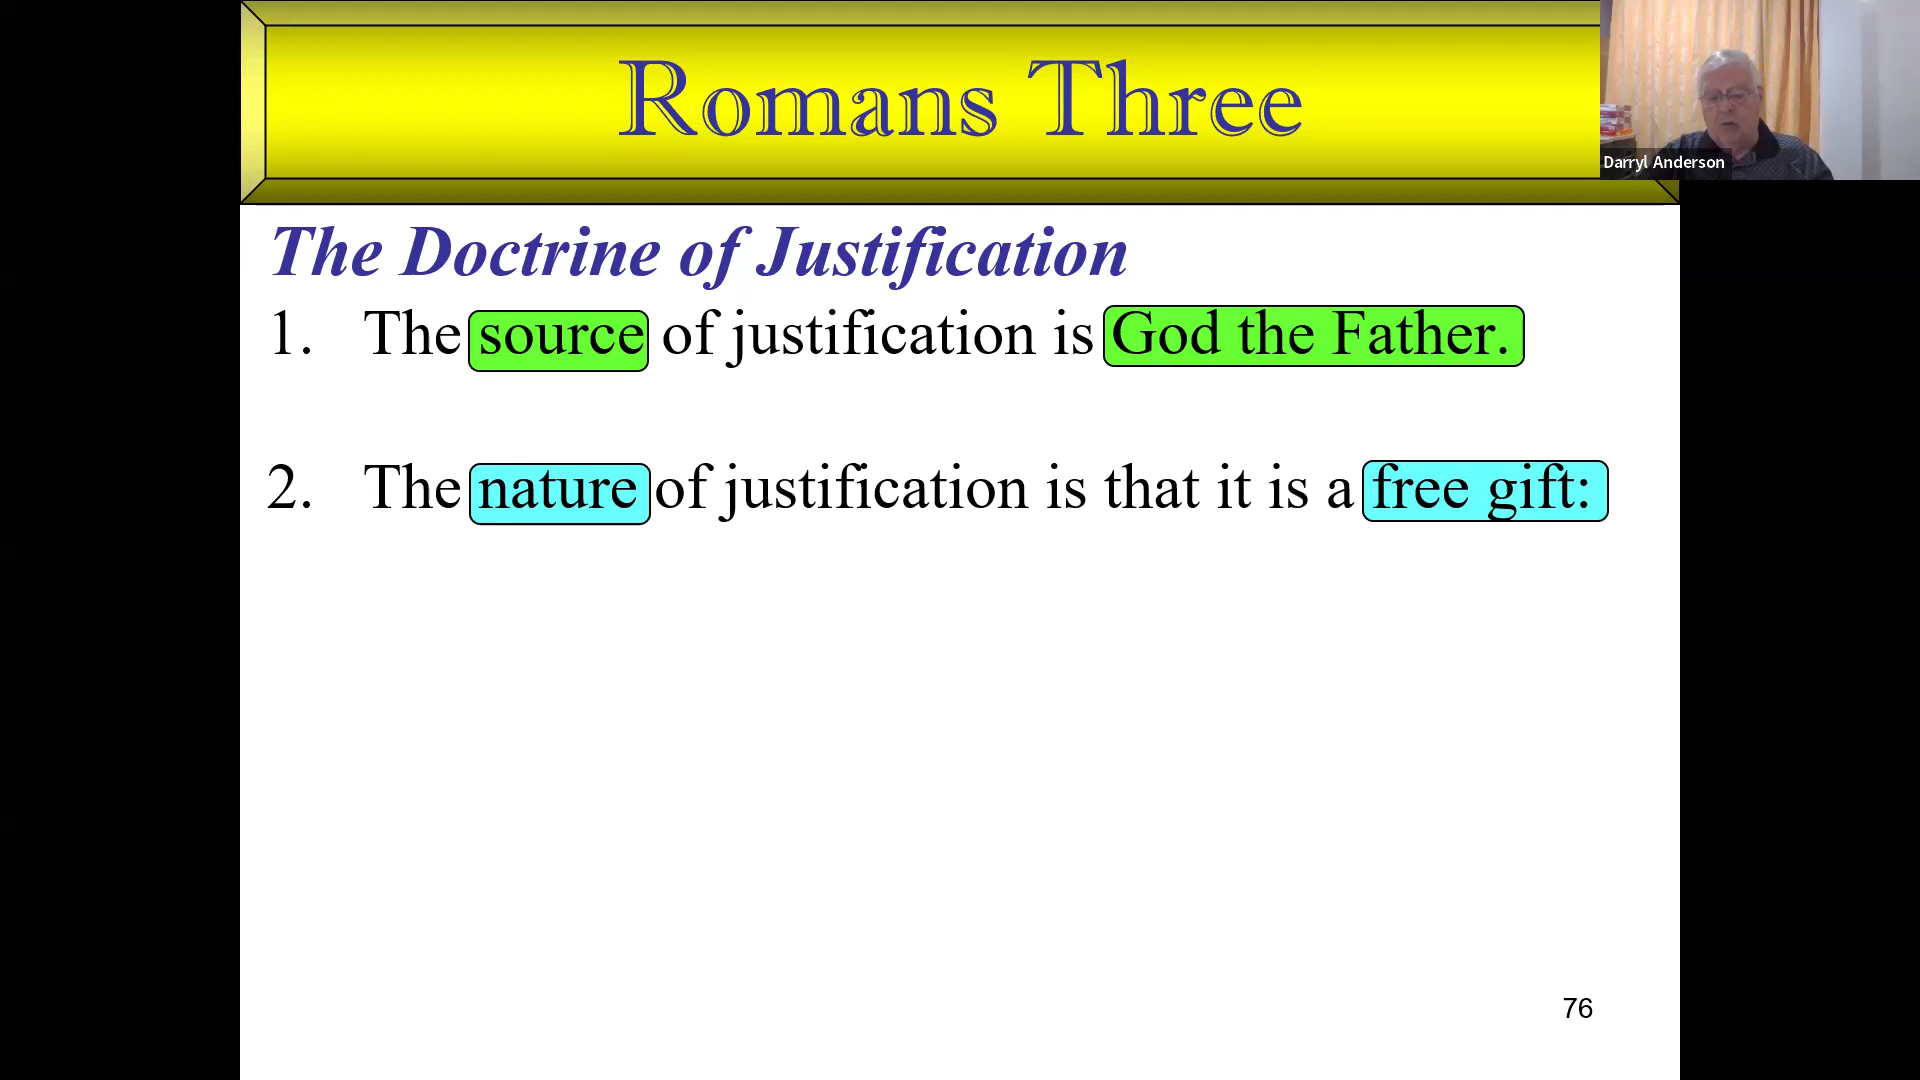 Romans Three
Darryl Anderson
The Doctrine of Justification
1. The source of justification is God the Father.
2. The nature of justification is that it is a free gift:
76